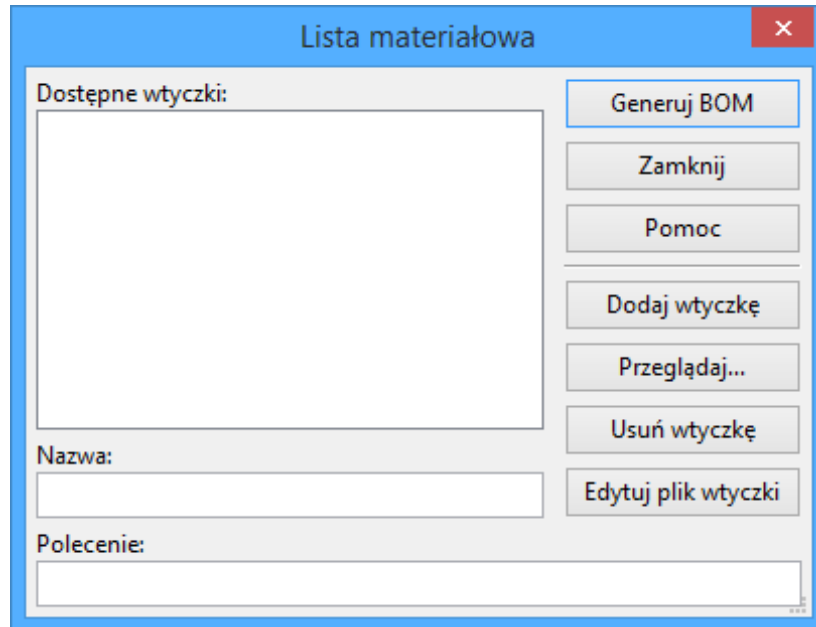 Lista materiałowa
Dostępne wtyczki:
Generuj BOM
Zamknij
Pomoc
Dodaj wtyczkę
Przeglądaj...
Usuń wtyczkę
Edytuj plik wtyczki
Nazwa:
Polecenie: